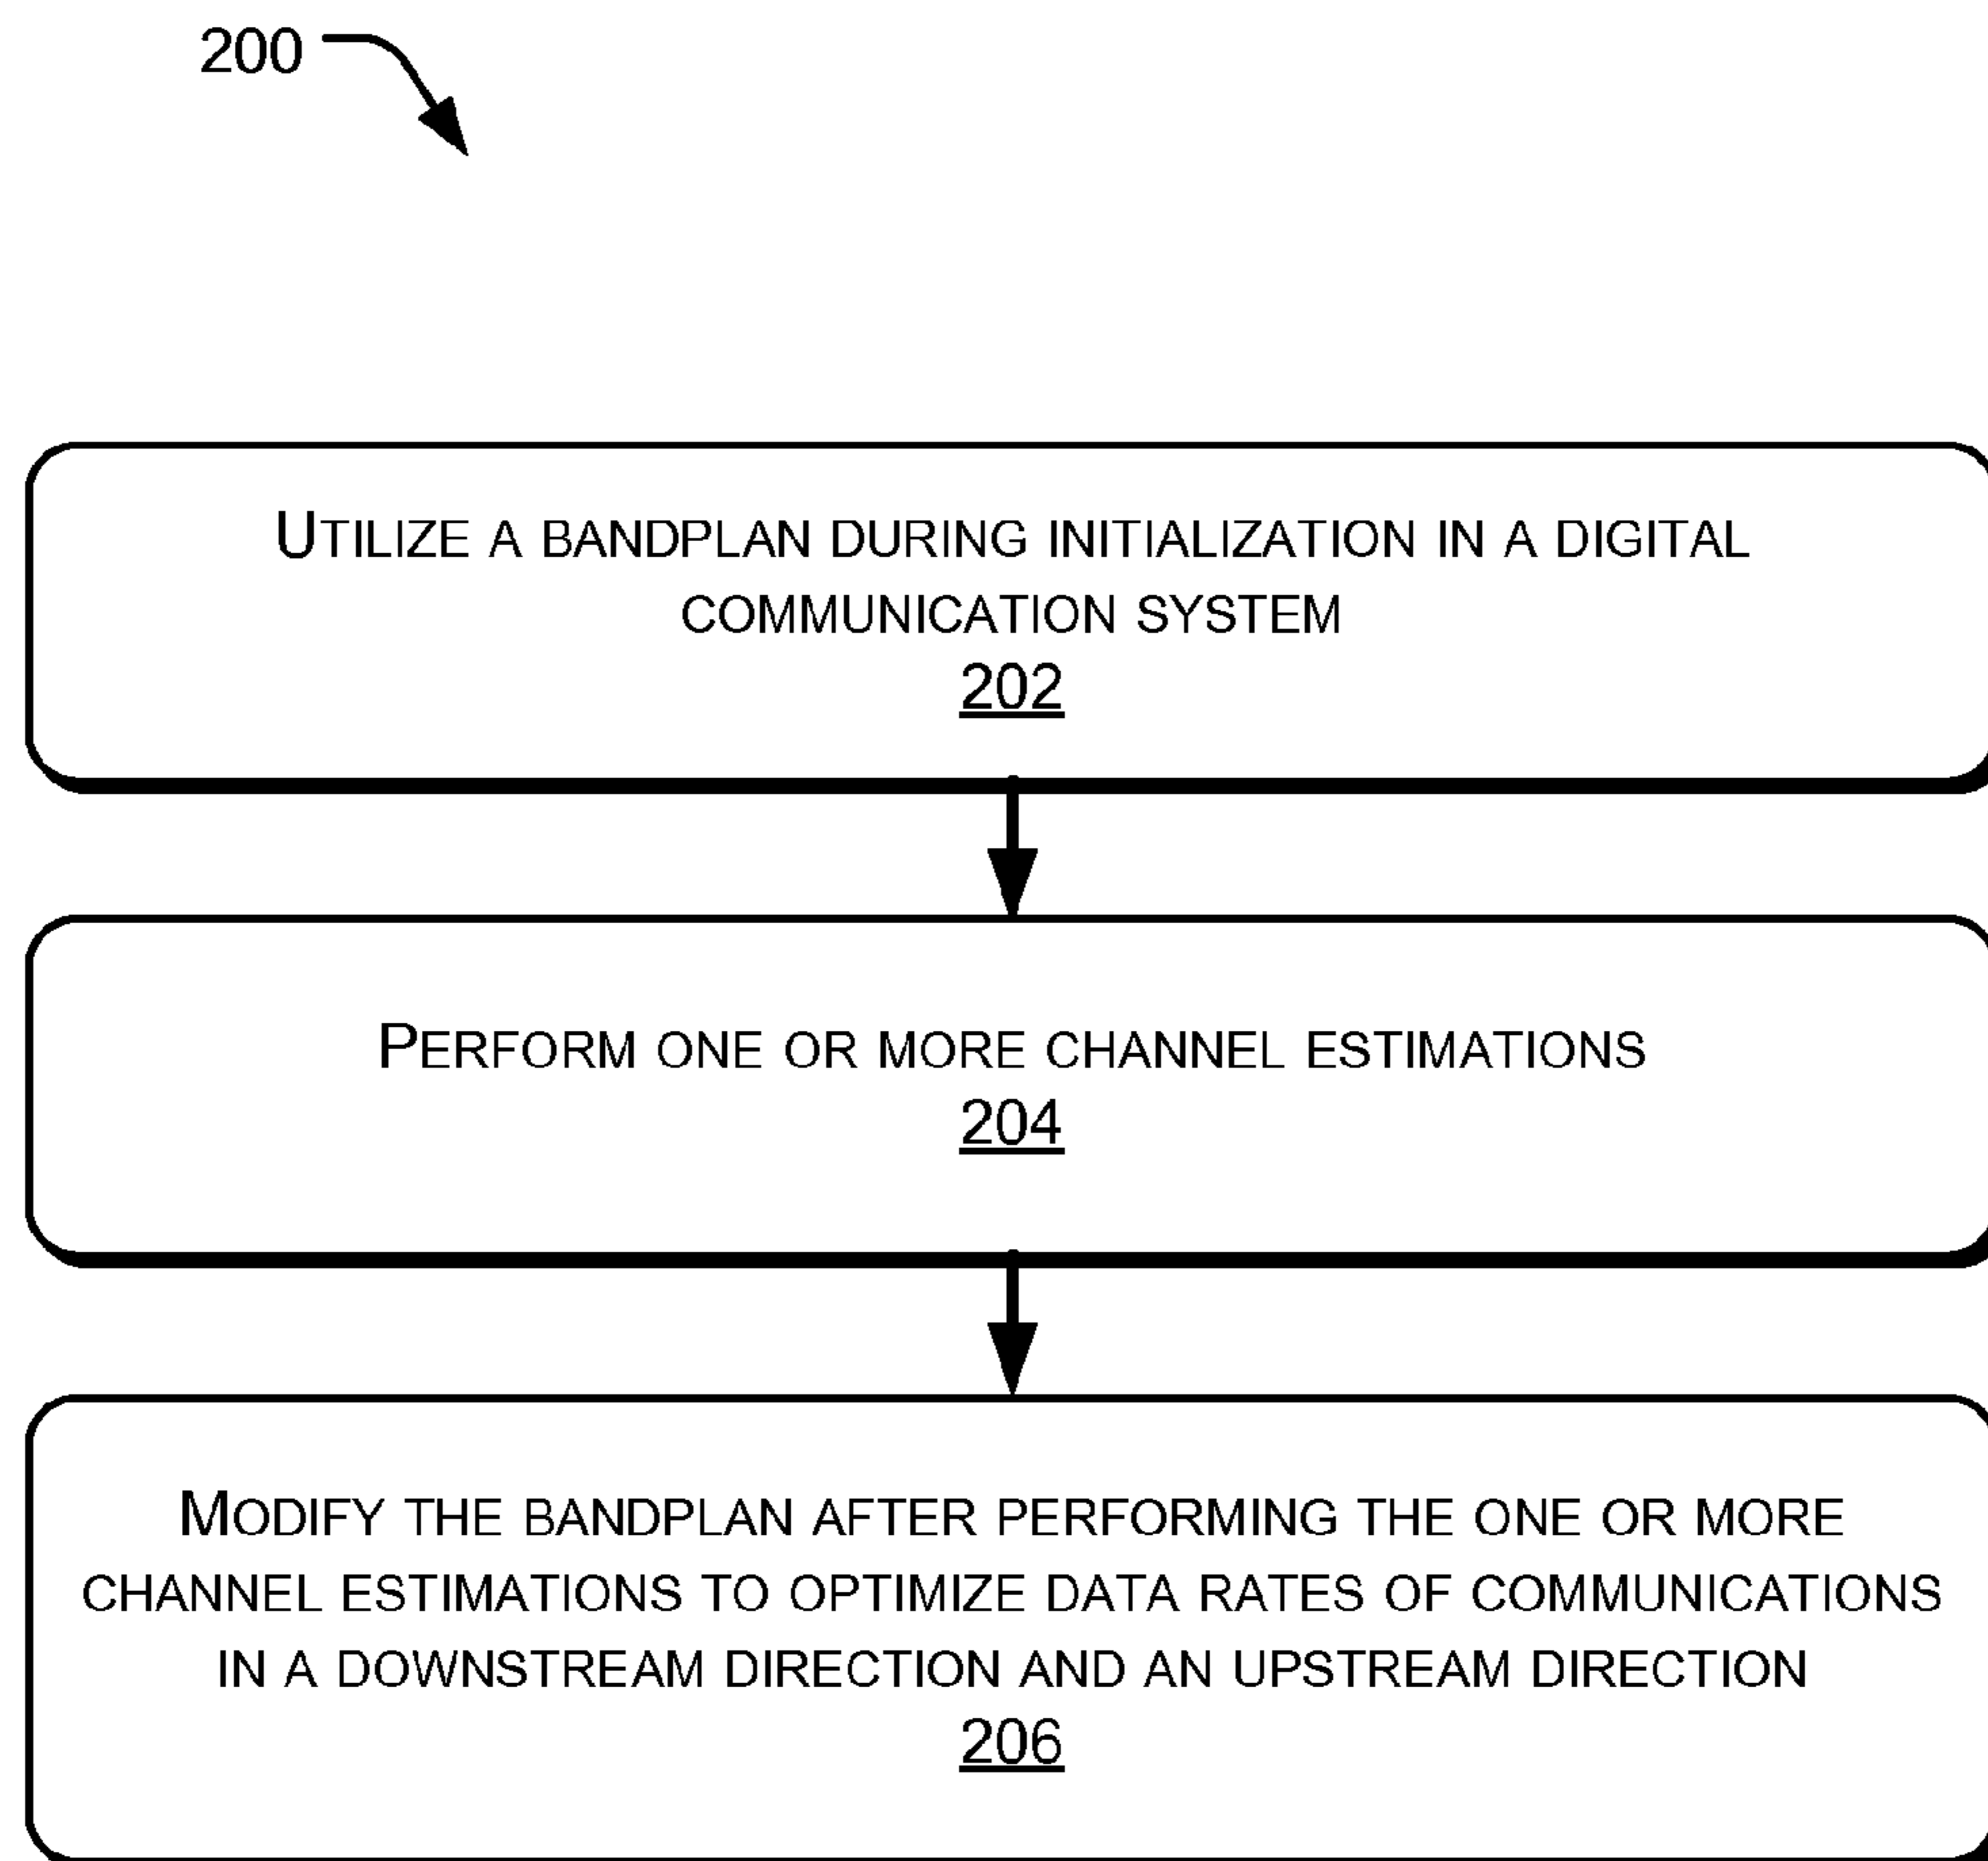 200
Utilize a bandplan during initialization in a digital
communication system
202
Perform one or more channel estimations
204
Modify the bandplan after performing the one or more
channel estimations to optimize data rates of communications
in a downstream direction and an upstream direction
206